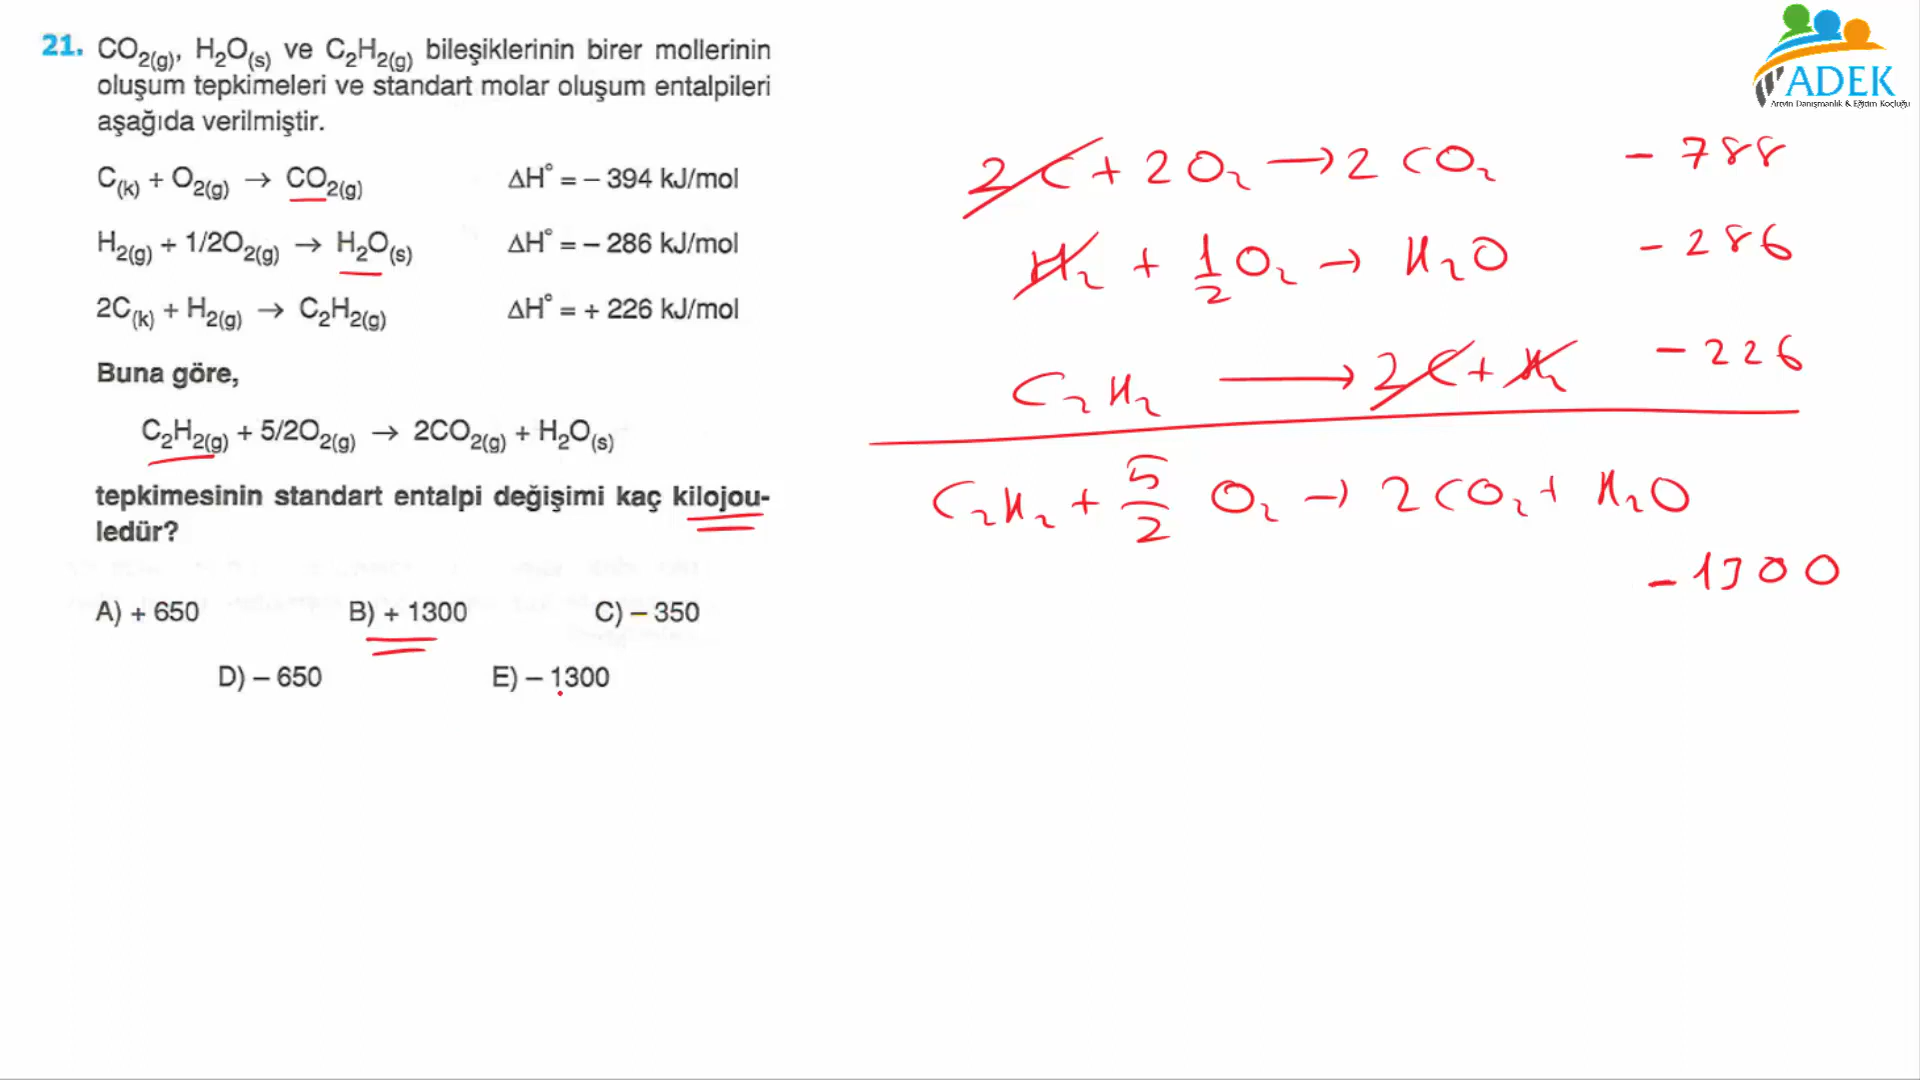 21. CO₂(g), H₂O(s) ve C₂H₂(g) bileşiklerinin birer mollerinin
oluşum tepkimeleri ve standart molar oluşum entalpileri
aşağıda verilmiştir.
C(k) + O₂(g) → CO₂(g) ΔH° = – 394 kJ/mol
H₂(g) + 1/2O₂(g) → H₂O(s) ΔH° = – 286 kJ/mol
2C(k) + H₂(g) → C₂H₂(g) ΔH° = + 226 kJ/mol
Buna göre,
C₂H₂(g) + 5/2O₂(g) → 2CO₂(g) + H₂O(s)
tepkimesinin standart entalpi değişimi kaç kilojou-
ledür?
A) + 650 B) + 1300 C) – 350
D) – 650 E) – 1300
ADEK
Artvin Danışmanlık & Eğitim Koçluğu
2C + 2O₂ → 2CO₂ - 788
H₂ + 1/2 O₂ → H₂O - 286
C₂H₂ → 2C + H₂ - 226
C₂H₂ + 5/2 O₂ → 2CO₂ + H₂O
- 1300